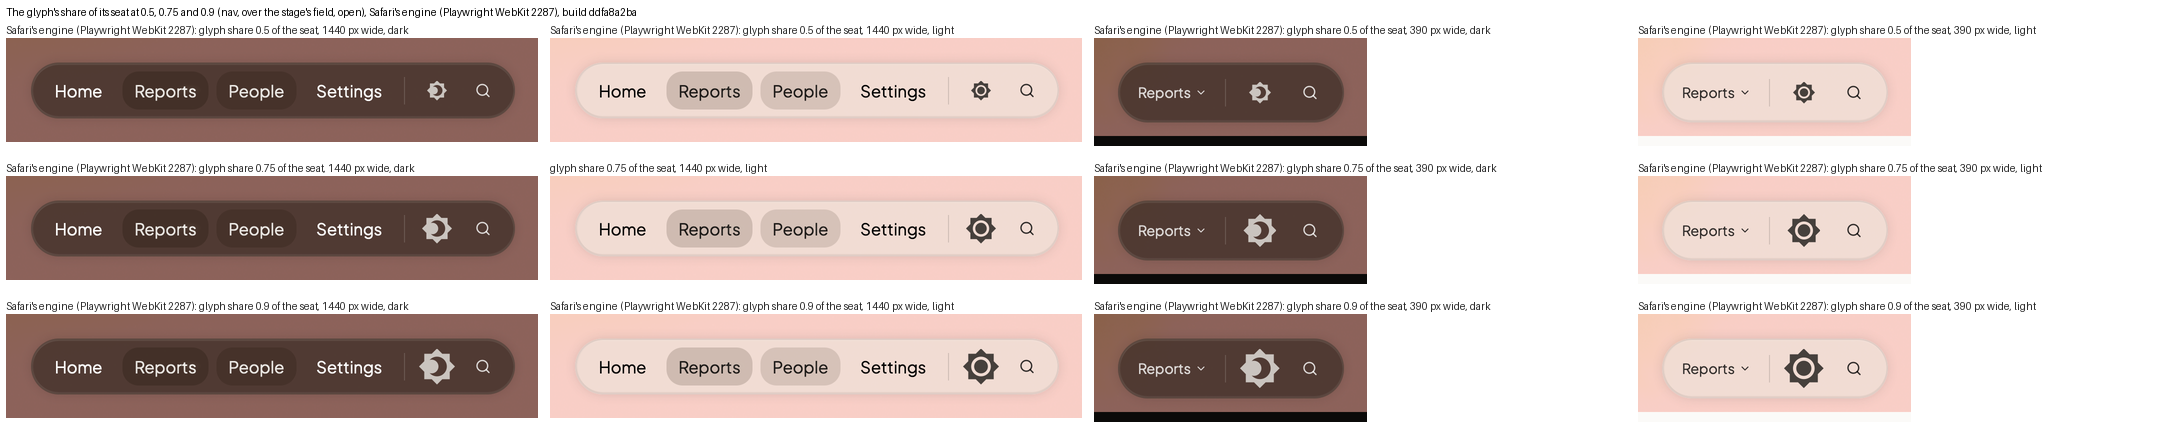 The glyph's share of its seat at 0.5, 0.75 and 0.9 (nav, over the stage's field, open), Safari's engine (Playwright WebKit 2287), build ddfa8a2ba
Safari's engine (Playwright WebKit 2287): glyph share 0.5 of the seat, 1440 px wide, dark
Safari's engine (Playwright WebKit 2287): glyph share 0.5 of the seat, 1440 px wide, light
Safari's engine (Playwright WebKit 2287): glyph share 0.5 of the seat, 390 px wide, dark
Safari's engine (Playwright WebKit 2287): glyph share 0.5 of the seat, 390 px wide, light
Home Reports People Settings
Home Reports People Settings
Reports
Reports
Safari's engine (Playwright WebKit 2287): glyph share 0.75 of the seat, 1440 px wide, dark
glyph share 0.75 of the seat, 1440 px wide, light
Safari's engine (Playwright WebKit 2287): glyph share 0.75 of the seat, 390 px wide, dark
Safari's engine (Playwright WebKit 2287): glyph share 0.75 of the seat, 390 px wide, light
Home Reports People Settings
Home Reports People Settings
Reports
Reports
Safari's engine (Playwright WebKit 2287): glyph share 0.9 of the seat, 1440 px wide, dark
Safari's engine (Playwright WebKit 2287): glyph share 0.9 of the seat, 1440 px wide, light
Safari's engine (Playwright WebKit 2287): glyph share 0.9 of the seat, 390 px wide, dark
Safari's engine (Playwright WebKit 2287): glyph share 0.9 of the seat, 390 px wide, light
Home Reports People Settings
Home Reports People Settings
Reports
Reports